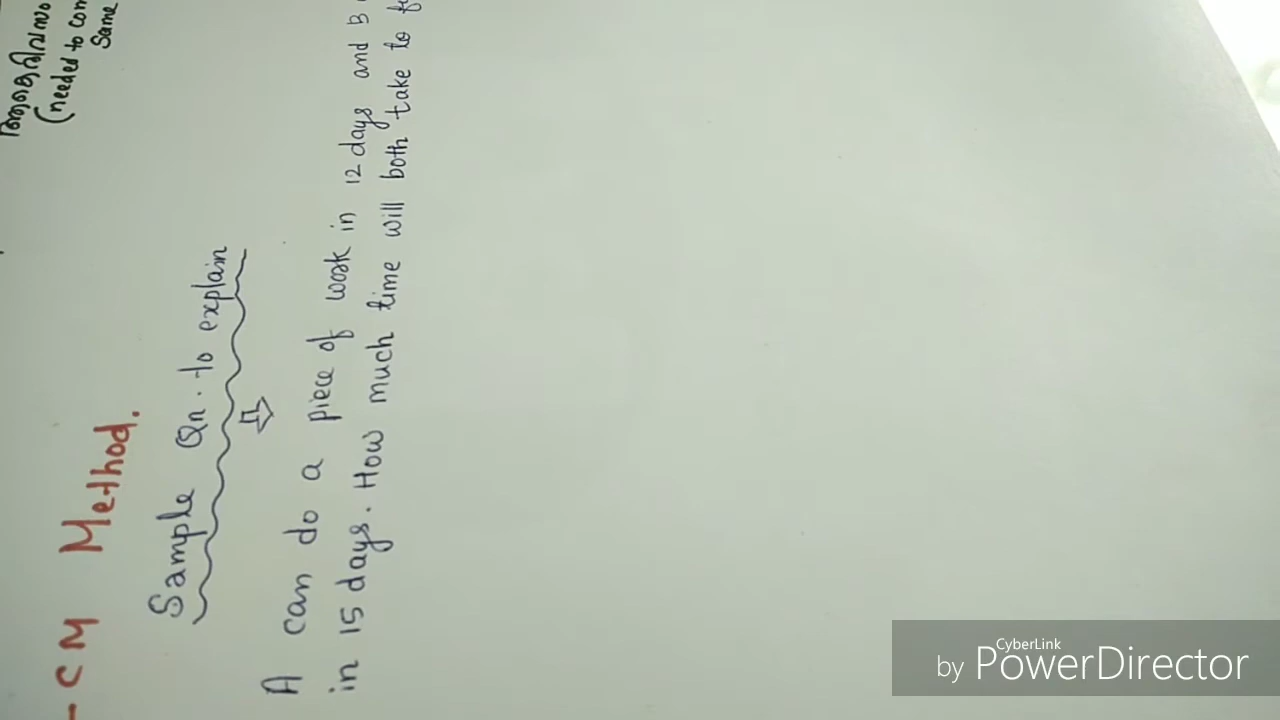 (needed to com
Same
CM Method.
Sample Qn. to explain
A can do a piece of work in 12 days and B
in 15 days. How much time will both take to
by CyberLink PowerDirector